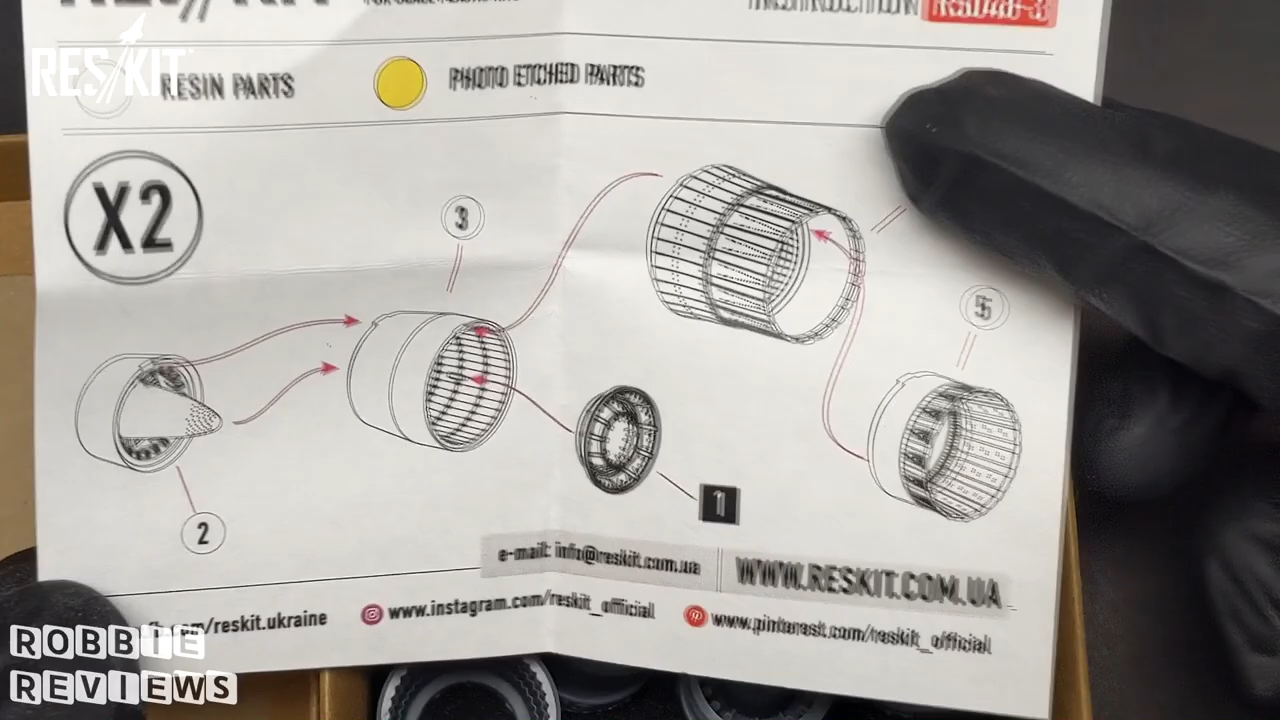 RES/KIT
RESIN PARTS
PHOTO ETCHED PARTS
X2
3
5
1
2
e-mail: info@reskit.com.ua
WWW.RESKIT.COM.UA
.com/reskit.ukraine
www.instagram.com/reskit_official
www.pinterest.com/reskit_official
ROBBIE
REVIEWS